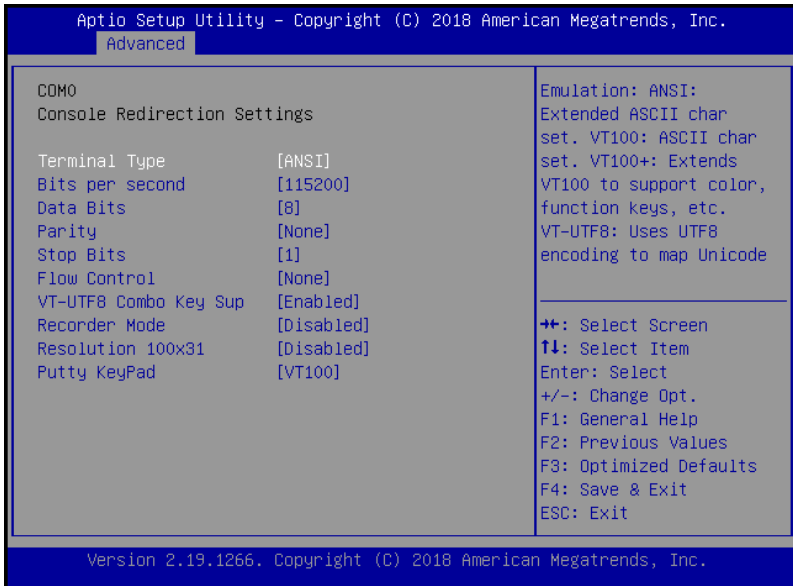 Aptio Setup Utility – Copyright (C) 2018 American Megatrends, Inc.
Advanced
COM0
Console Redirection Settings
Terminal Type [ANSI]
Bits per second [115200]
Data Bits [8]
Parity [None]
Stop Bits [1]
Flow Control [None]
VT-UTF8 Combo Key Sup [Enabled]
Recorder Mode [Disabled]
Resolution 100x31 [Disabled]
Putty KeyPad [VT100]
Emulation: ANSI:
Extended ASCII char
set. VT100: ASCII char
set. VT100+: Extends
VT100 to support color,
function keys, etc.
VT-UTF8: Uses UTF8
encoding to map Unicode
→←: Select Screen
↑↓: Select Item
Enter: Select
+/-: Change Opt.
F1: General Help
F2: Previous Values
F3: Optimized Defaults
F4: Save & Exit
ESC: Exit
Version 2.19.1266. Copyright (C) 2018 American Megatrends, Inc.